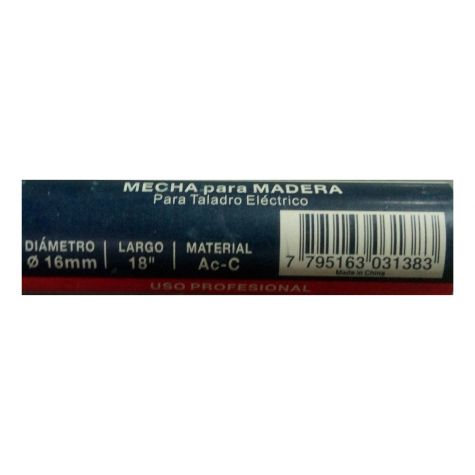 MECHA para MADERA
Para Taladro Eléctrico
DIÁMETRO
Ø 16mm
LARGO
18"
MATERIAL
Ac-C
7 795163 031383
Made in China
USO PROFESIONAL